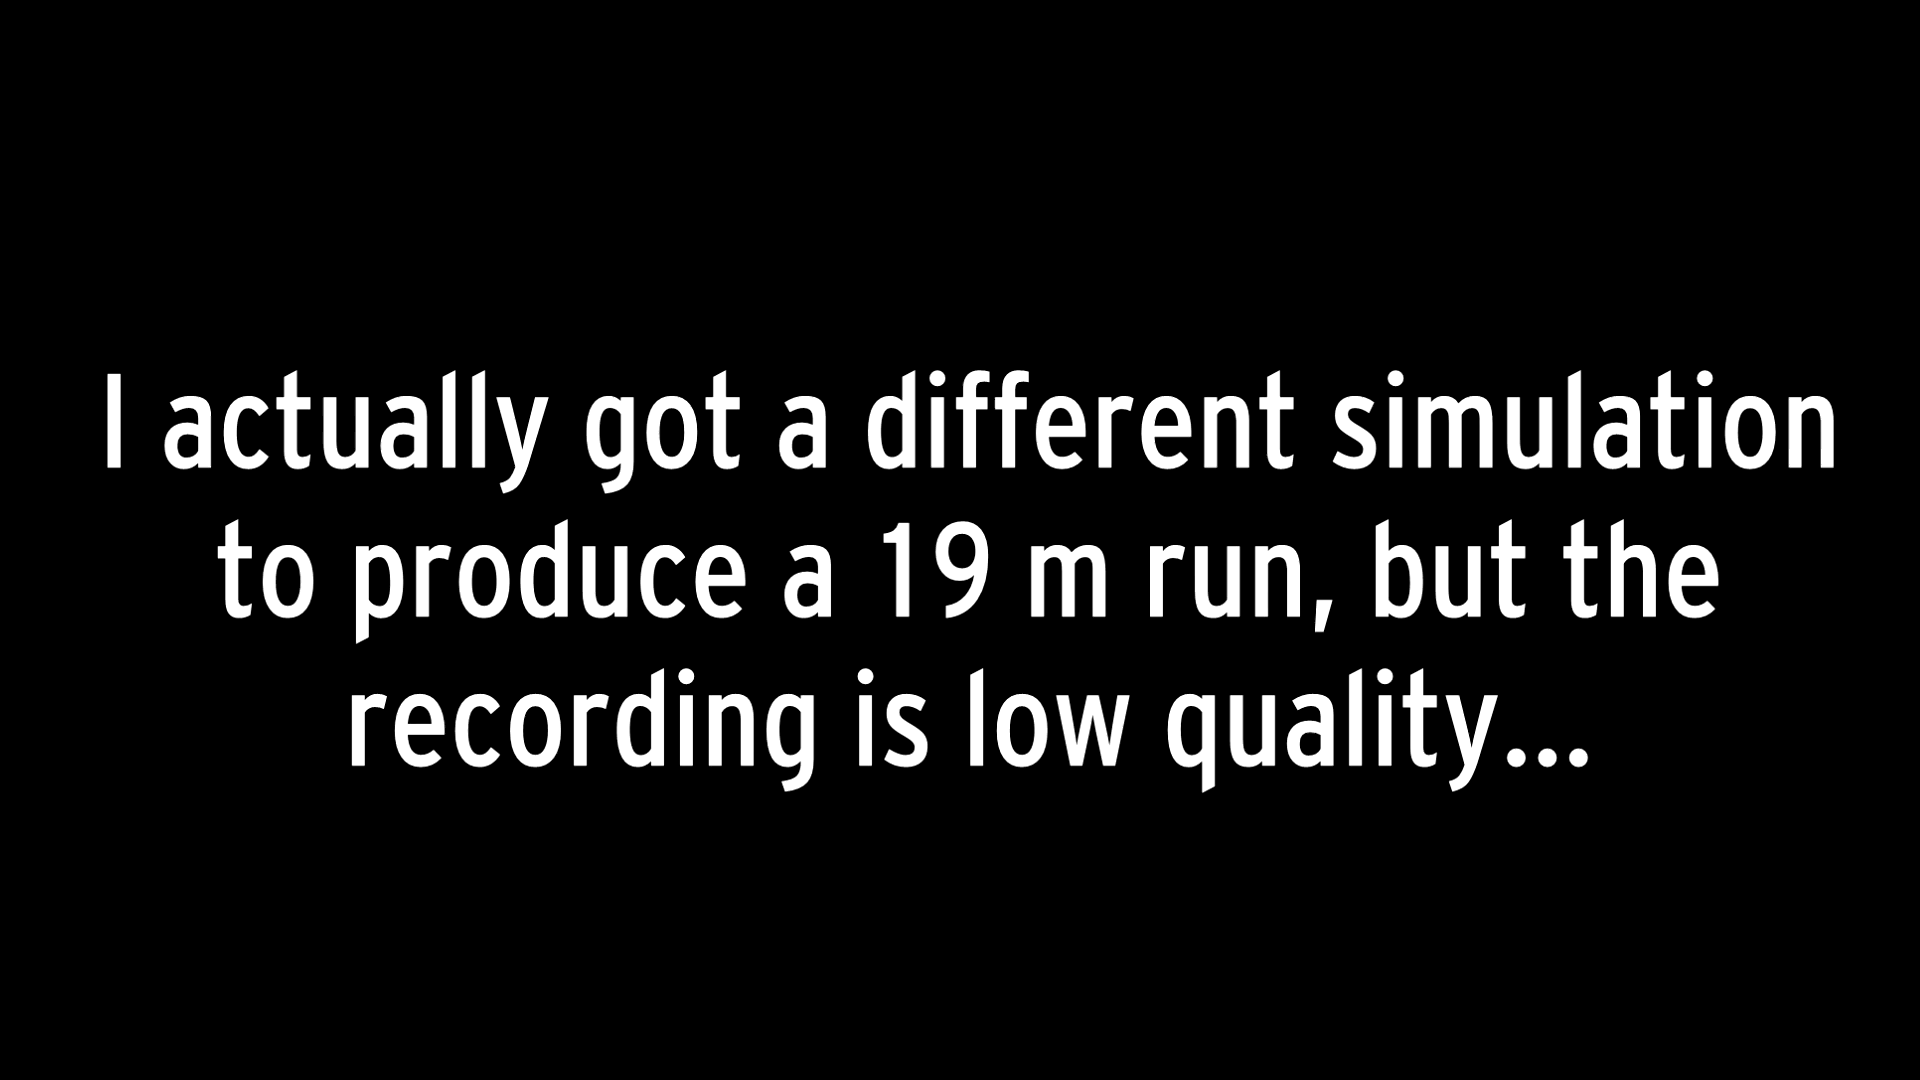 I actually got a different simulation
to produce a 19 m run, but the
recording is low quality...